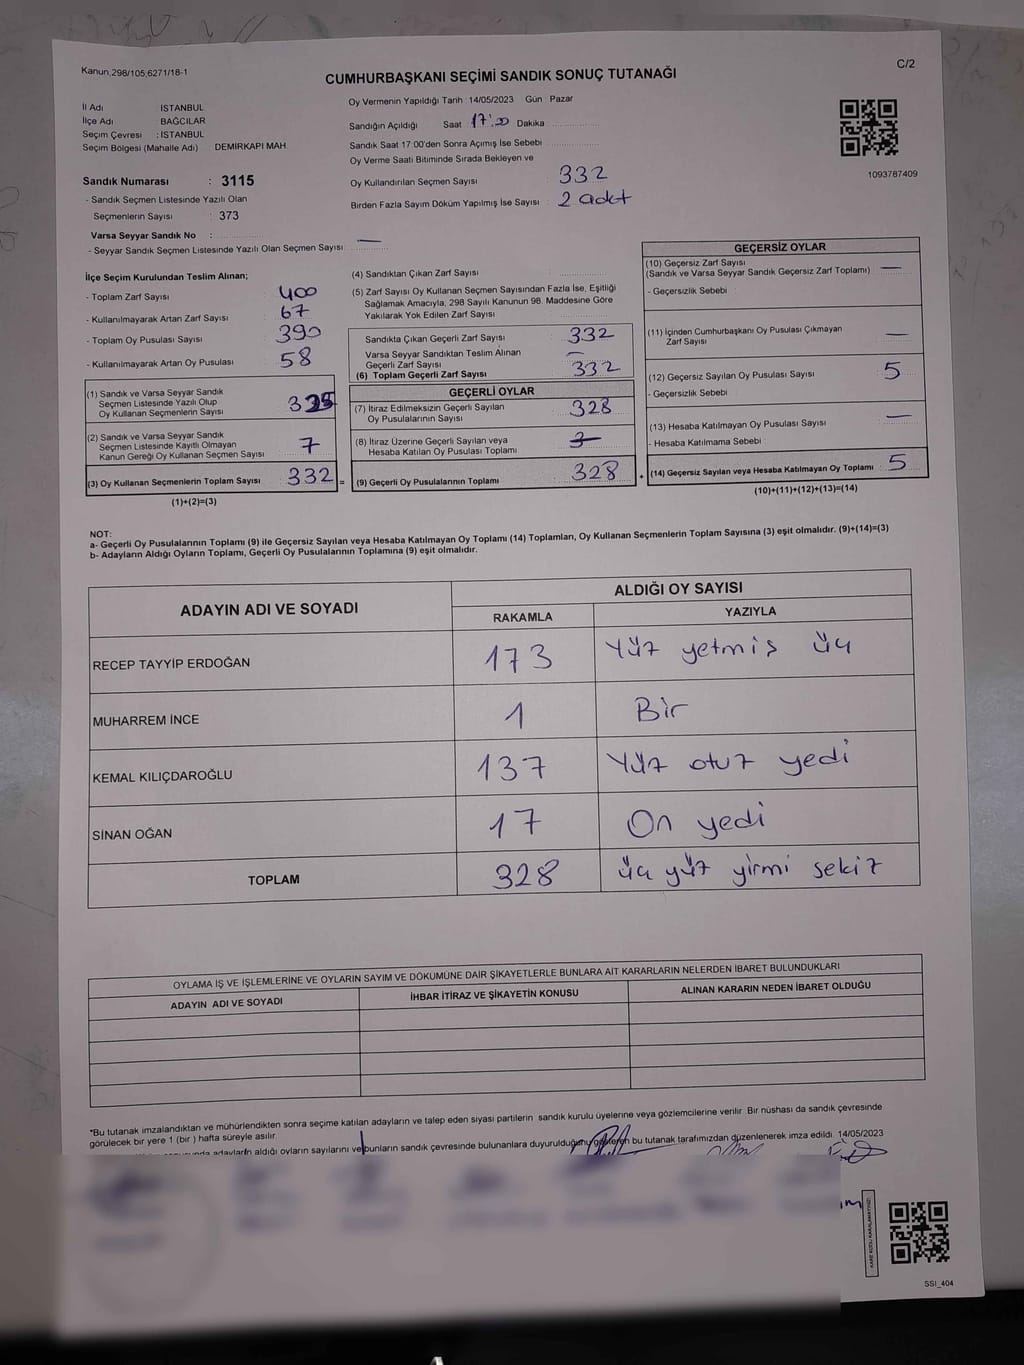 Kanun,298/105,6271/18-1
C/2
CUMHURBAŞKANI SEÇİMİ SANDIK SONUÇ TUTANAĞI
İl Adı İSTANBUL
İlçe Adı BAĞCILAR
Seçim Çevresi : İSTANBUL
Seçim Bölgesi (Mahalle Adı) DEMİRKAPI MAH.
Sandık Numarası : 3115
- Sandık Seçmen Listesinde Yazılı Olan
Seçmenlerin Sayısı : 373
Varsa Seyyar Sandık No :
- Seyyar Sandık Seçmen Listesinde Yazılı Olan Seçmen Sayısı: —
Oy Vermenin Yapıldığı Tarih : 14/05/2023 Gün : Pazar
Sandığın Açıldığı Saat 17:00 Dakika
Sandık Saat 17:00'den Sonra Açımış İse Sebebi
Oy Verme Saati Bitiminde Sırada Bekleyen ve
Oy Kullandırılan Seçmen Sayısı : 332
Birden Fazla Sayım Döküm Yapılmış İse Sayısı : 2 adet
1093787409
İlçe Seçim Kurulundan Teslim Alınan;
- Toplam Zarf Sayısı 400
- Kullanılmayarak Artan Zarf Sayısı 67
- Toplam Oy Pusulası Sayısı 390
- Kullanılmayarak Artan Oy Pusulası 58
(1) Sandık ve Varsa Seyyar Sandık
Seçmen Listesinde Yazılı Olup
Oy Kullanan Seçmenlerin Sayısı 325
(2) Sandık ve Varsa Seyyar Sandık
Seçmen Listesinde Kayıtlı Olmayan
Kanun Gereği Oy Kullanan Seçmen Sayısı 7
(3) Oy Kullanan Seçmenlerin Toplam Sayısı 332 =
(1)+(2)=(3)
(4) Sandıktan Çıkan Zarf Sayısı
(5) Zarf Sayısı Oy Kullanan Seçmen Sayısından Fazla İse, Eşitliği
Sağlamak Amacıyla, 298 Sayılı Kanunun 98. Maddesine Göre
Yakılarak Yok Edilen Zarf Sayısı
Sandıkta Çıkan Geçerli Zarf Sayısı 332
Varsa Seyyar Sandıktan Teslim Alınan
Geçerli Zarf Sayısı —
(6) Toplam Geçerli Zarf Sayısı 332
GEÇERLİ OYLAR
(7) İtiraz Edilmeksizin Geçerli Sayılan
Oy Pusulalarının Sayısı 328
(8) İtiraz Üzerine Geçerli Sayılan veya
Hesaba Katılan Oy Pusulası Toplamı
(9) Geçerli Oy Pusulalarının Toplamı 328 +
GEÇERSİZ OYLAR
(10) Geçersiz Zarf Sayısı
(Sandık ve Varsa Seyyar Sandık Geçersiz Zarf Toplamı) —
- Geçersizlik Sebebi :
(11) İçinden Cumhurbaşkanı Oy Pusulası Çıkmayan
Zarf Sayısı —
(12) Geçersiz Sayılan Oy Pusulası Sayısı 5
- Geçersizlik Sebebi :
(13) Hesaba Katılmayan Oy Pusulası Sayısı —
- Hesaba Katılmama Sebebi :
(14) Geçersiz Sayılan veya Hesaba Katılmayan Oy Toplamı 5
(10)+(11)+(12)+(13)=(14)
NOT:
a- Geçerli Oy Pusulalarının Toplamı (9) ile Geçersiz Sayılan veya Hesaba Katılmayan Oy Toplamı (14) Toplamları, Oy Kullanan Seçmenlerin Toplam Sayısına (3) eşit olmalıdır. (9)+(14)=(3)
b- Adayların Aldığı Oyların Toplamı, Geçerli Oy Pusulalarının Toplamına (9) eşit olmalıdır.
ADAYIN ADI VE SOYADI ALDIĞI OY SAYISI
RAKAMLA YAZIYLA
RECEP TAYYİP ERDOĞAN 173 Yüz yetmiş üç
MUHARREM İNCE 1 Bir
KEMAL KILIÇDAROĞLU 137 Yüz otuz yedi
SİNAN OĞAN 17 On yedi
TOPLAM 328 üç yüz yirmi sekiz
OYLAMA İŞ VE İŞLEMLERİNE VE OYLARIN SAYIM VE DÖKÜMÜNE DAİR ŞİKAYETLERLE BUNLARA AİT KARARLARIN NELERDEN İBARET BULUNDUKLARI
ADAYIN ADI VE SOYADI İHBAR İTİRAZ VE ŞİKAYETİN KONUSU ALINAN KARARIN NEDEN İBARET OLDUĞU
*Bu tutanak imzalandıktan ve mühürlendikten sonra seçime katılan adayların ve talep eden siyasi partilerin sandık kurulu üyelerine veya gözlemcilerine verilir. Bir nüshası da sandık çevresinde
görülecek bir yere 1 (bir ) hafta süreyle asılır.
adayların aldığı oyların sayılarını ve bunların sandık çevresinde bulunanlara duyurulduğunu gösteren bu tutanak tarafımızdan düzenlenerek imza edildi. 14/05/2023
KARE KODU KARALAMAYINIZ!
SSI_404